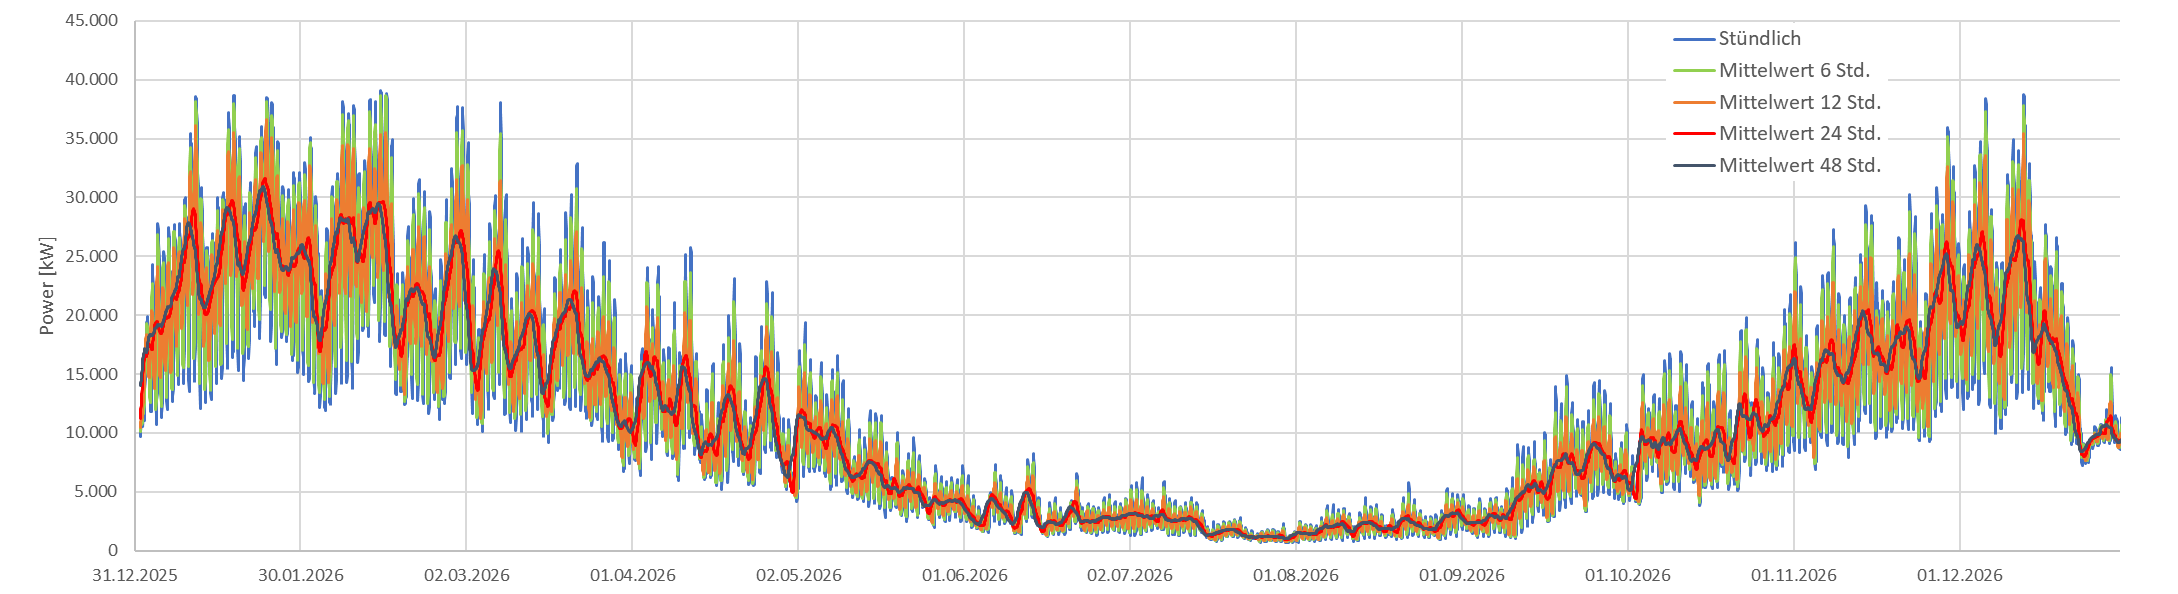 45.000
40.000
35.000
30.000
25.000
20.000
15.000
10.000
5.000
0
Power [kW]
Stündlich
Mittelwert 6 Std.
Mittelwert 12 Std.
Mittelwert 24 Std.
Mittelwert 48 Std.
31.12.2025 30.01.2026 02.03.2026 01.04.2026 02.05.2026 01.06.2026 02.07.2026 01.08.2026 01.09.2026 01.10.2026 01.11.2026 01.12.2026